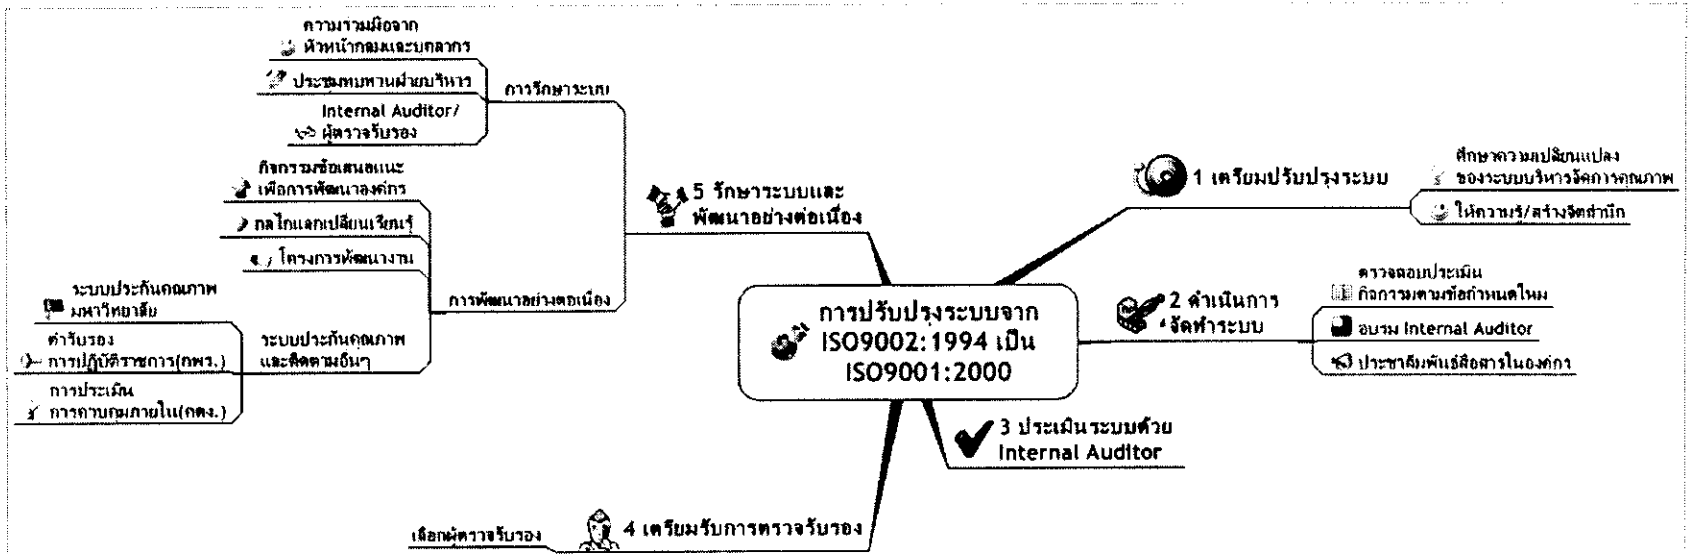 ความร่วมมือจาก
หัวหน้ากลุ่มและบุคลากร
ประชุมทบทวนฝ่ายบริหาร
Internal Auditor/
ผู้ตรวจรับรอง
การรักษาระบบ
กิจกรรมข้อเสนอแนะ
เพื่อการพัฒนาองค์กร
กลไกแลกเปลี่ยนเรียนรู้
โครงการพัฒนางาน
การพัฒนาอย่างต่อเนื่อง
ระบบประกันคุณภาพ
มหาวิทยาลัย
คำรับรอง
การปฏิบัติราชการ(กพร.)
การประเมิน
การควบคุมภายใน(คตง.)
ระบบประกันคุณภาพ
และติดตามอื่นๆ
5 รักษาระบบและ
พัฒนาอย่างต่อเนื่อง
การปรับปรุงระบบจาก
ISO9002:1994 เป็น
ISO9001:2000
1 เตรียมปรับปรุงระบบ
ศึกษาความเปลี่ยนแปลง
ของระบบบริหารจัดการคุณภาพ
ให้ความรู้/สร้างจิตสำนึก
2 ดำเนินการ
จัดทำระบบ
ตรวจสอบประเมิน
กิจกรรมตามข้อกำหนดใหม่
อบรม Internal Auditor
ประชาสัมพันธ์สื่อสารในองค์กร
3 ประเมินระบบด้วย
Internal Auditor
4 เตรียมรับการตรวจรับรอง
เลือกผู้ตรวจรับรอง